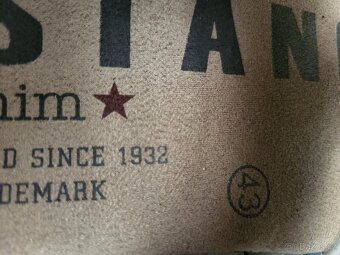 STAN
nim ★
D SINCE 1932
DEMARK
43